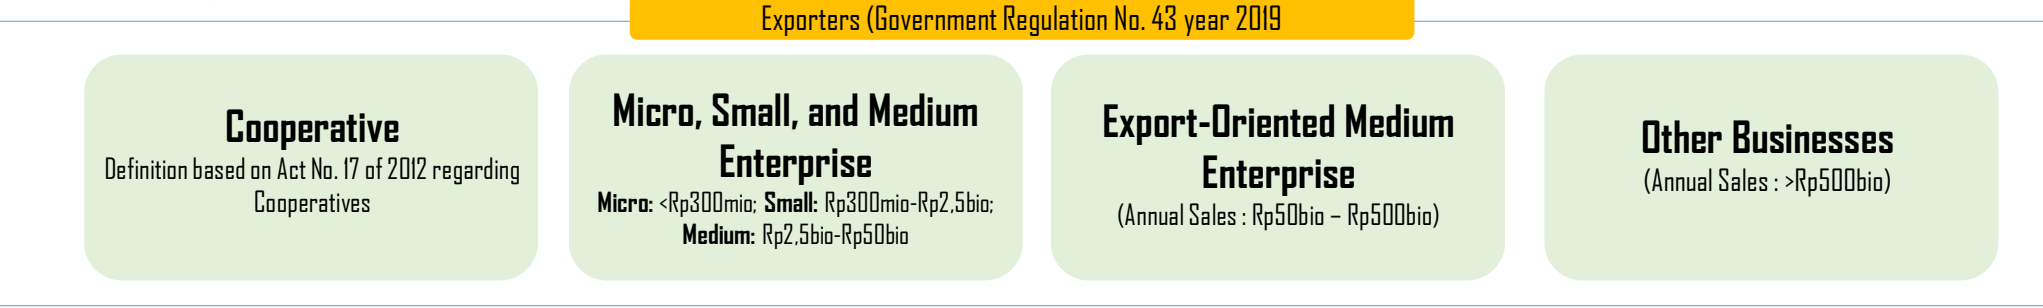 Exporters (Government Regulation No. 43 year 2019
Cooperative
Definition based on Act No. 17 of 2012 regarding
Cooperatives
Micro, Small, and Medium
Enterprise
Micro: <Rp300mio; Small: Rp300mio-Rp2,5bio;
Medium: Rp2,5bio-Rp50bio
Export-Oriented Medium
Enterprise
(Annual Sales : Rp50bio – Rp500bio)
Other Businesses
(Annual Sales : >Rp500bio)